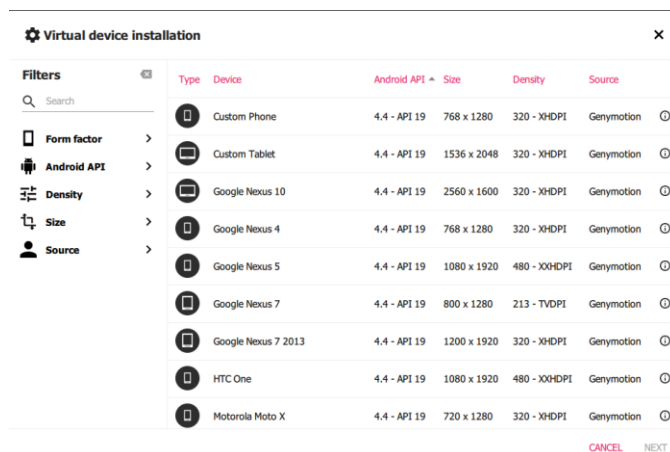 Virtual device installation
Filters
Search
Form factor
Android API
Density
Size
Source
Type Device Android API Size Density Source
Custom Phone 4.4 - API 19 768 x 1280 320 - XHDPI Genymotion
Custom Tablet 4.4 - API 19 1536 x 2048 320 - XHDPI Genymotion
Google Nexus 10 4.4 - API 19 2560 x 1600 320 - XHDPI Genymotion
Google Nexus 4 4.4 - API 19 768 x 1280 320 - XHDPI Genymotion
Google Nexus 5 4.4 - API 19 1080 x 1920 480 - XXHDPI Genymotion
Google Nexus 7 4.4 - API 19 800 x 1280 213 - TVDPI Genymotion
Google Nexus 7 2013 4.4 - API 19 1200 x 1920 320 - XHDPI Genymotion
HTC One 4.4 - API 19 1080 x 1920 480 - XXHDPI Genymotion
Motorola Moto X 4.4 - API 19 720 x 1280 320 - XHDPI Genymotion
CANCEL NEXT